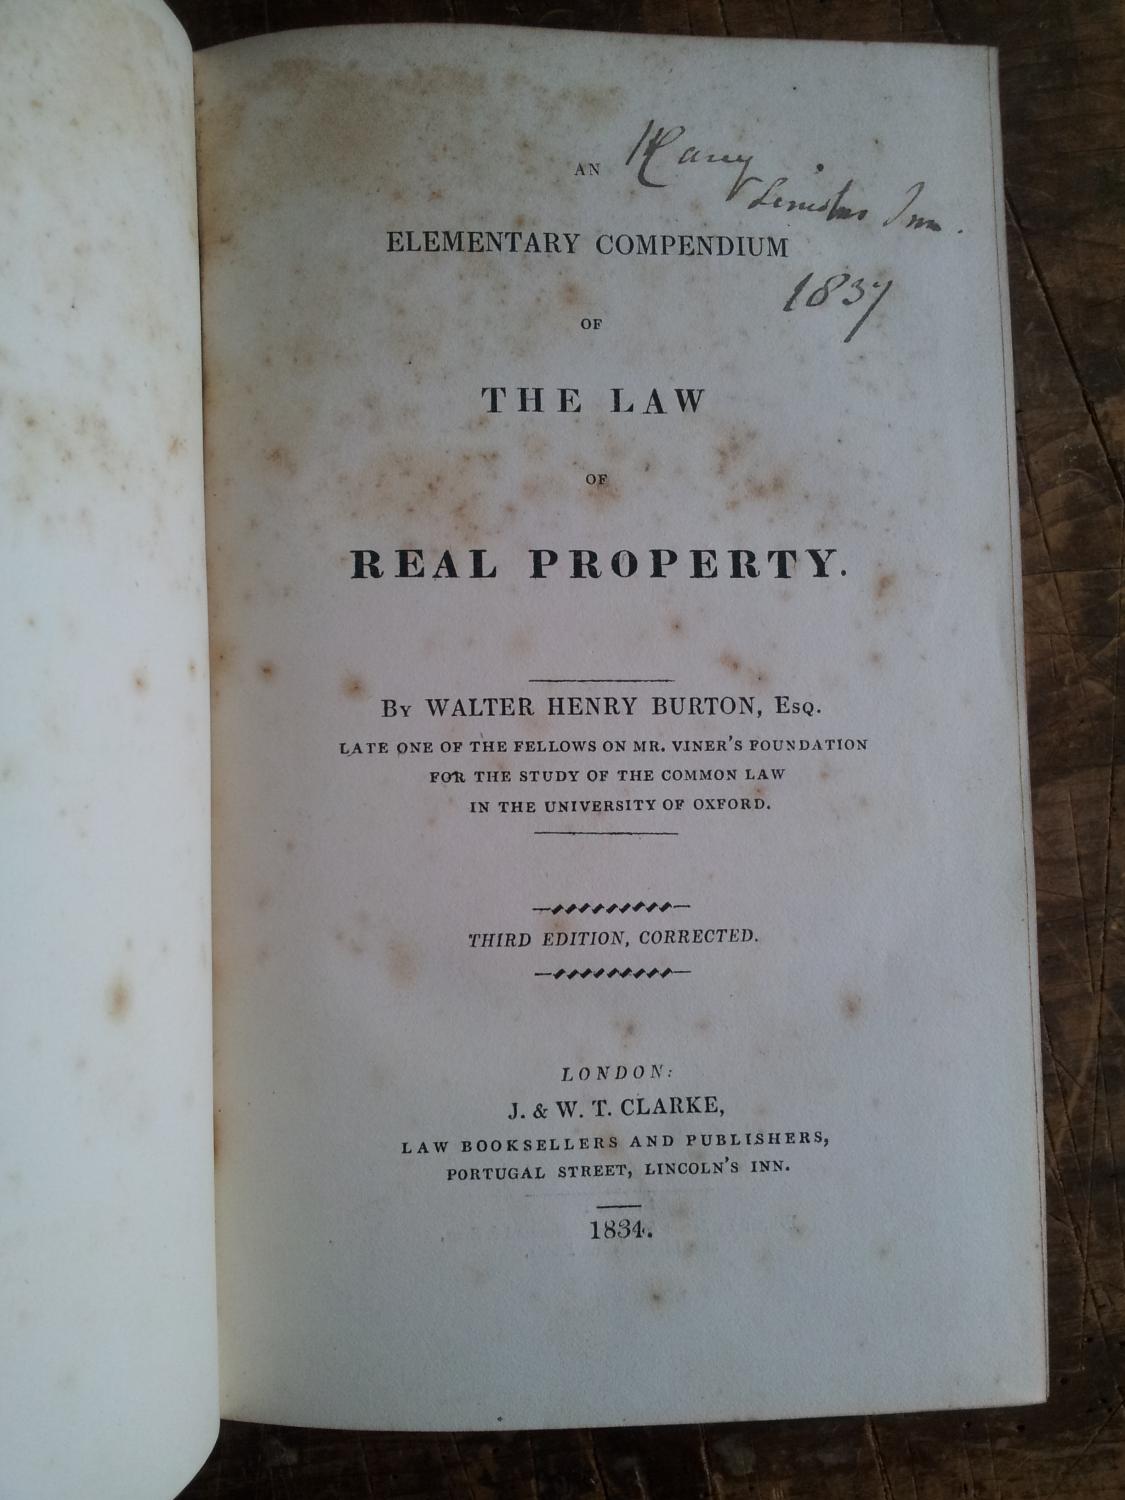 AN
Lincolns Inn.
ELEMENTARY COMPENDIUM
1837
OF
THE LAW
OF
REAL PROPERTY.
By WALTER HENRY BURTON, Esq.
LATE ONE OF THE FELLOWS ON MR. VINER'S FOUNDATION
FOR THE STUDY OF THE COMMON LAW
IN THE UNIVERSITY OF OXFORD.
THIRD EDITION, CORRECTED.
LONDON:
J. & W. T. CLARKE,
LAW BOOKSELLERS AND PUBLISHERS,
PORTUGAL STREET, LINCOLN'S INN.
1834.